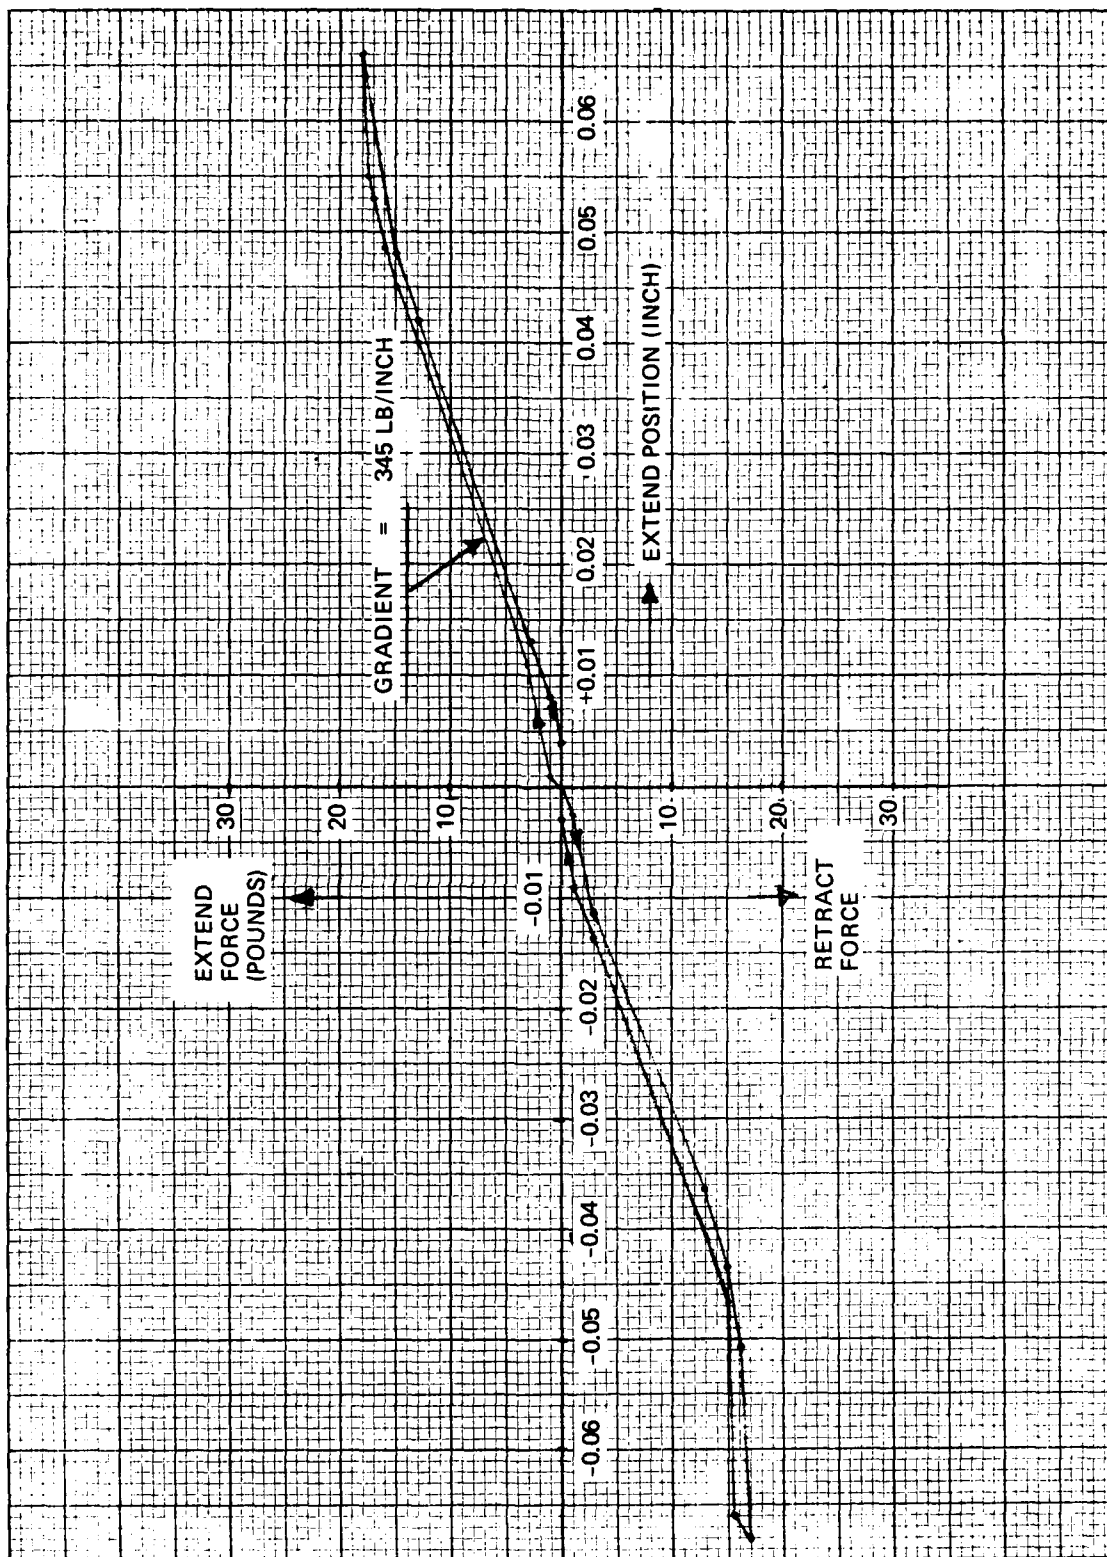 EXTEND
FORCE
(POUNDS)
GRADIENT = 345 LB/INCH
30
20
10
-0.06
-0.05
-0.04
-0.03
-0.02
-0.01
+0.01
0.02
0.03
0.04
0.05
0.06
EXTEND POSITION (INCH)
10
20
30
RETRACT
FORCE